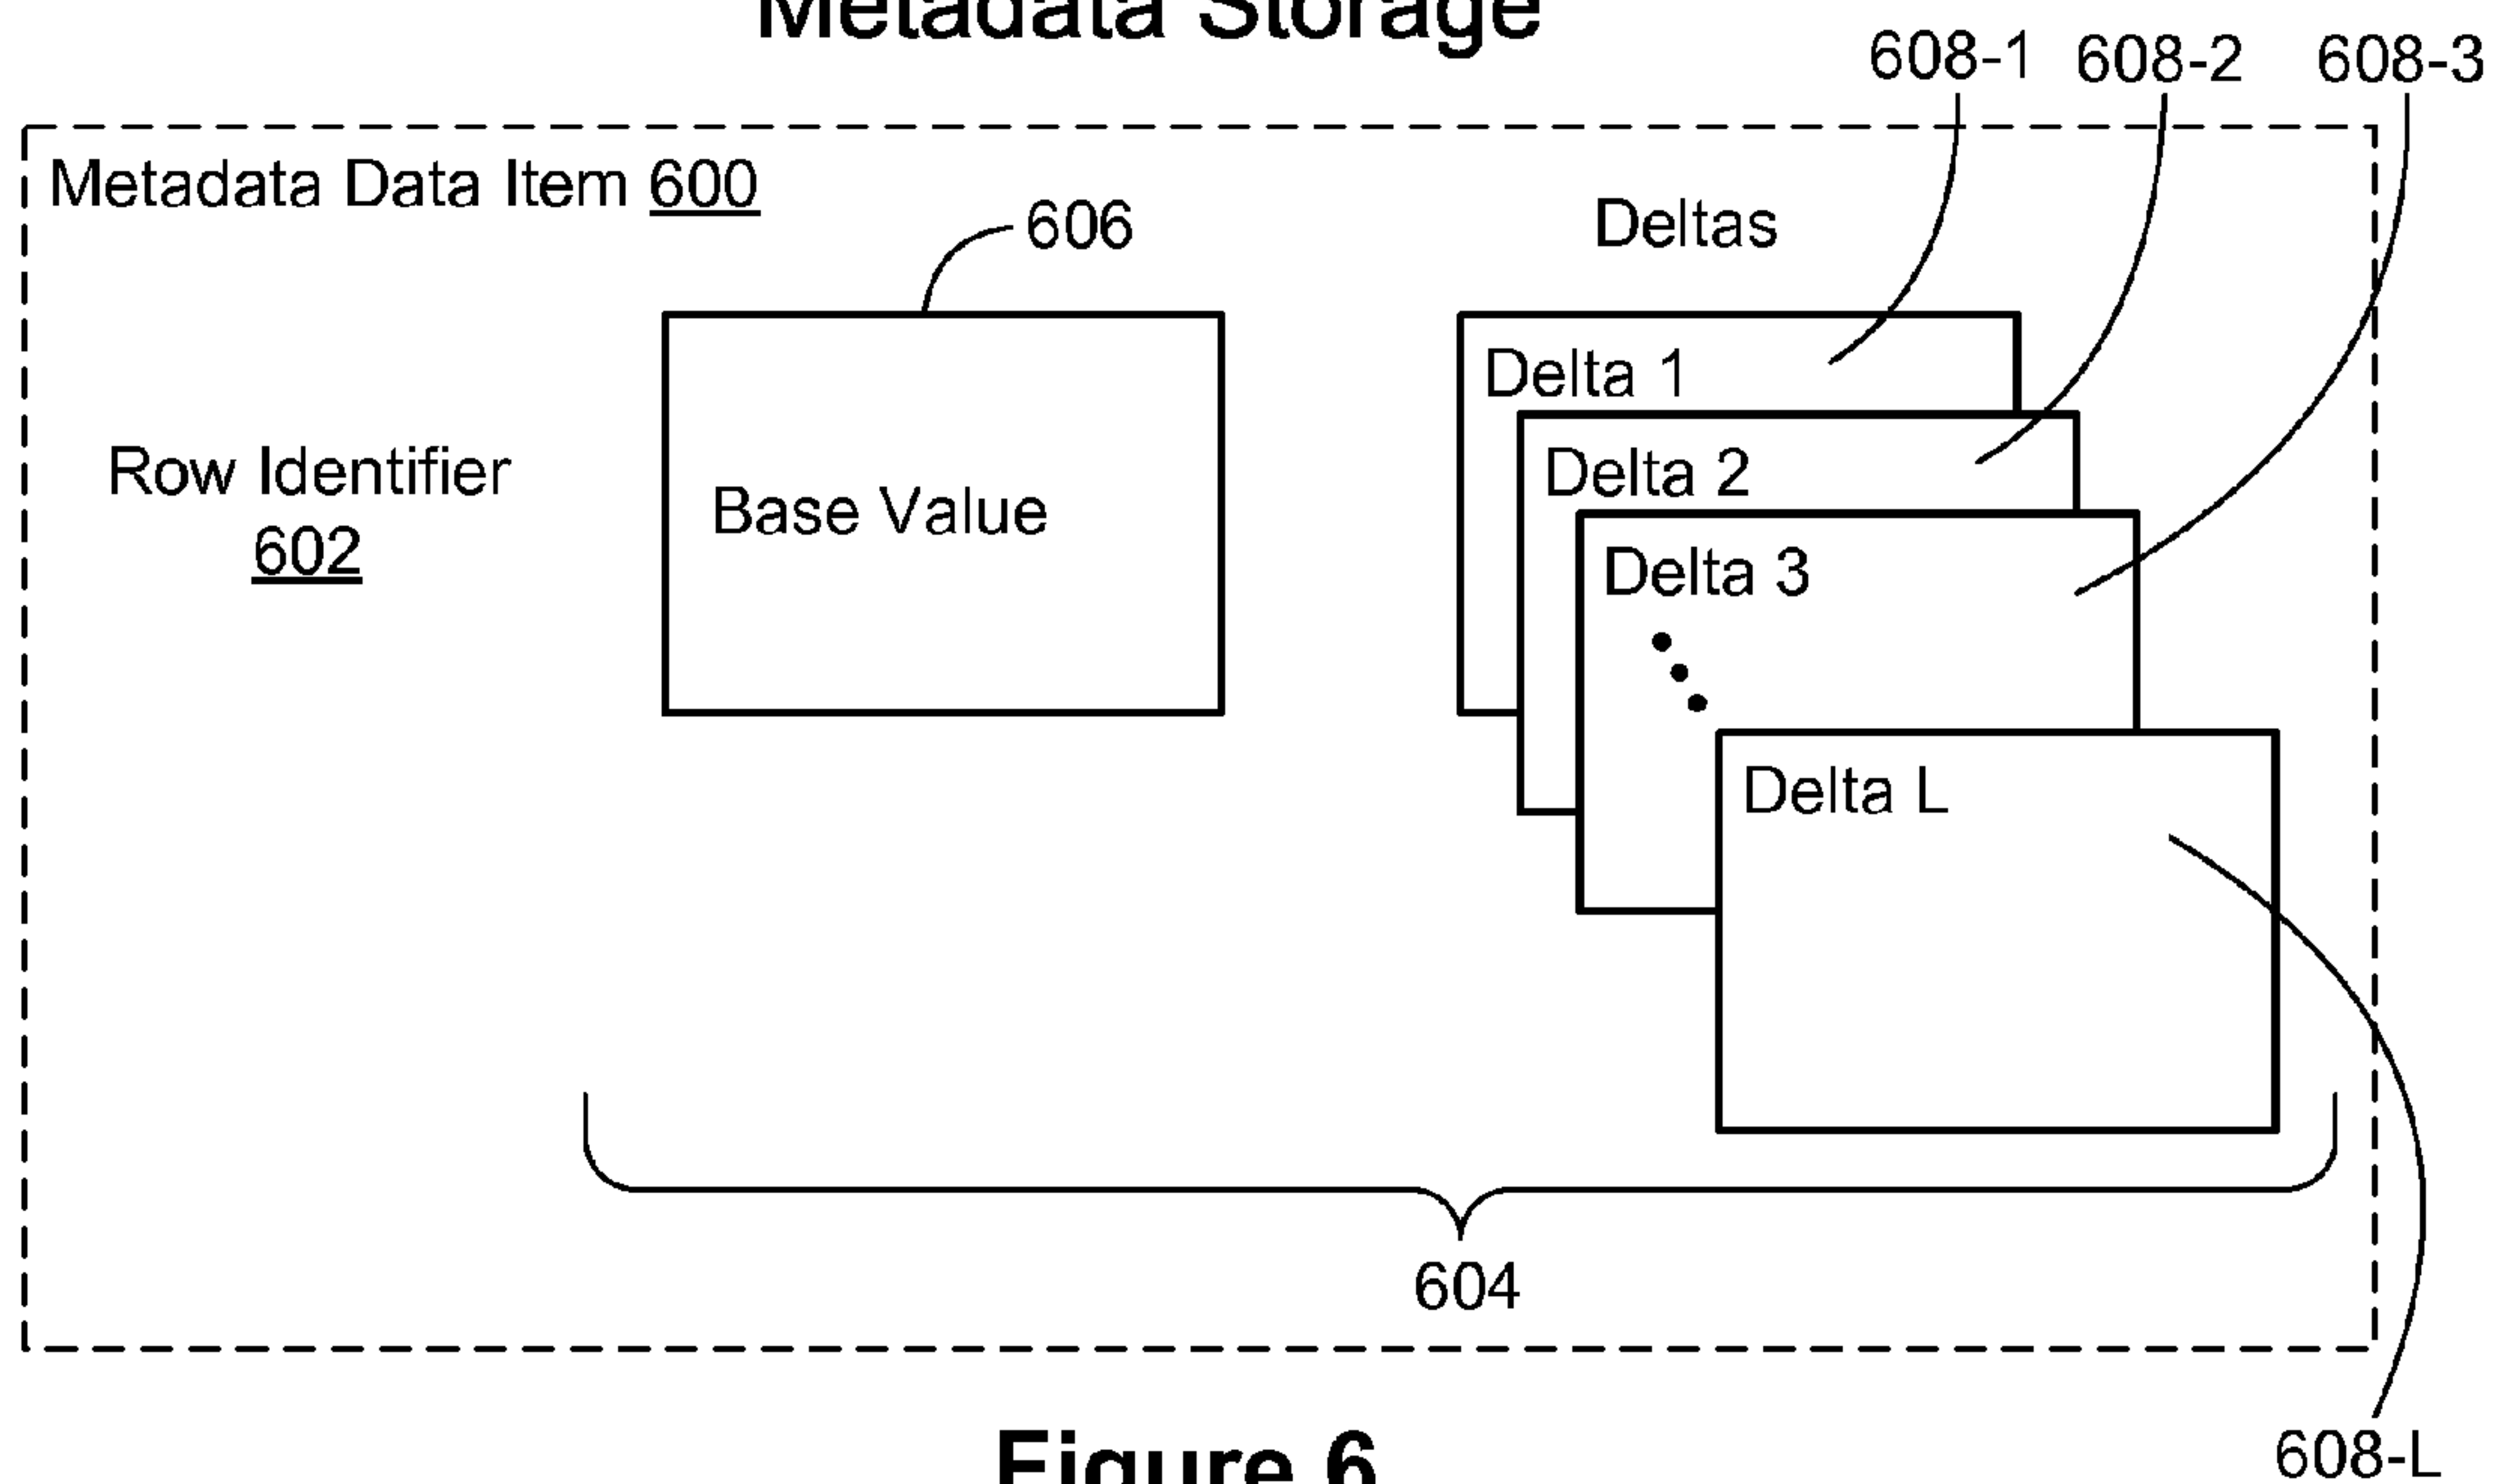 Metadata Storage
608-1 608-2 608-3
Metadata Data Item 600
606
Deltas
Row Identifier
602
Base Value
Delta 1
Delta 2
Delta 3
Delta L
604
608-L
Figure 6